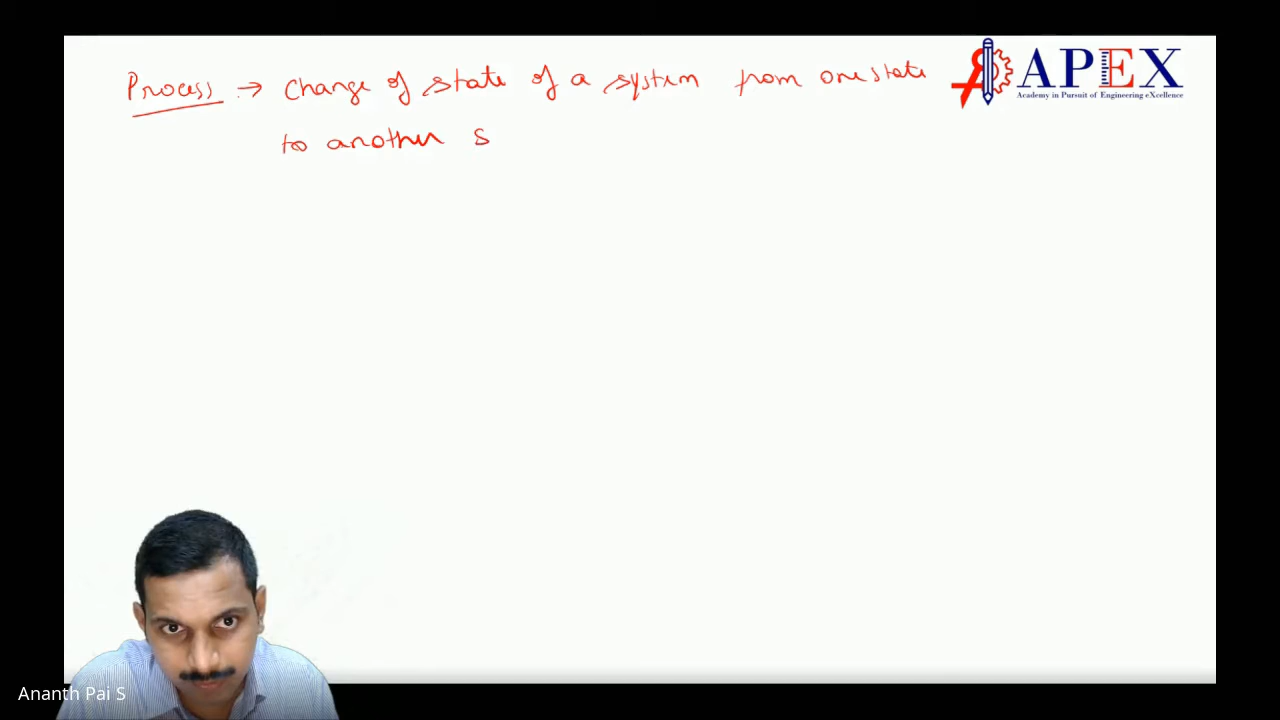 Process → Change of state of a system from one state
to another s
APEX
Academy in Pursuit of Engineering eXcellence
Ananth Pai S